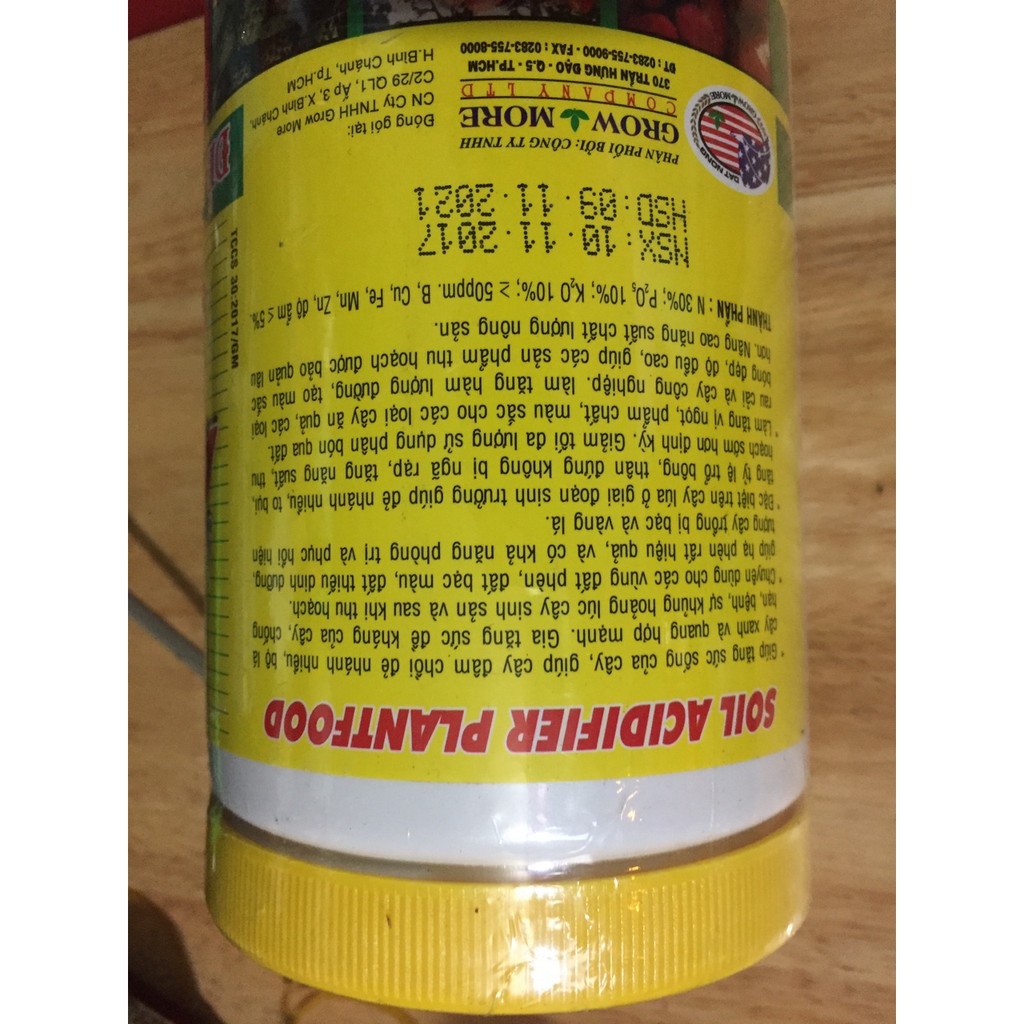 SOIL ACIDIFIER PLANTFOOD
* Giúp tăng sức sống của cây, giúp cây đâm chồi đẻ nhánh nhiều, bộ lá
cây xanh và quang hợp mạnh. Gia tăng sức đề kháng của cây, chống
hạn, bệnh, sự khủng hoảng lúc cây sinh sản và sau khi thu hoạch.
* Chuyên dùng cho các vùng đất phèn, đất bạc màu, đất thiếu dinh dưỡng,
giúp hạ phèn rất hiệu quả, và có khả năng phòng trị và phục hồi hiện
tượng cây trồng bị bạc và vàng lá.
* Đặc biệt trên cây lúa ở giai đoạn sinh trưởng giúp đẻ nhánh nhiều, to bụi,
tăng tỷ lệ trổ bông, thân đứng không bị ngã rạp, tăng năng suất, thu
hoạch sớm hơn định kỳ. Giảm tối đa lượng sử dụng phân bón qua đất.
* Làm tăng vị ngọt, phẩm chất, màu sắc cho các loại cây ăn quả, các loại
rau cải và cây công nghiệp. làm tăng hàm lượng đường, tạo màu sắc
bóng đẹp, độ đều cao, giúp các sản phẩm thu hoạch được bảo quản lâu
hơn. Nâng cao năng suất chất lượng nông sản.
THÀNH PHẦN : N 30%; P₂O₅ 10%; K₂O 10%; ≥ 50ppm. B, Cu, Fe, Mn, Zn, độ ẩm ≤ 5%.
NSX: 10.11.2017
HSD: 09.11.2021
PHÂN PHỐI BỞI: CÔNG TY TNHH
GROW MORE
COMPANY LTD
370 TRẦN HƯNG ĐẠO - Q.5 - TP.HCM
ĐT : 0283-755-9000 - FAX : 0283-755-8000
Đóng gói tại:
CN Cty TNHH Grow More
C2/29 QL1, Ấp 3, X.Bình Chánh,
H.Bình Chánh, Tp.HCM
GROW MORE
DAT NONG
TCCS 30:2017/GM